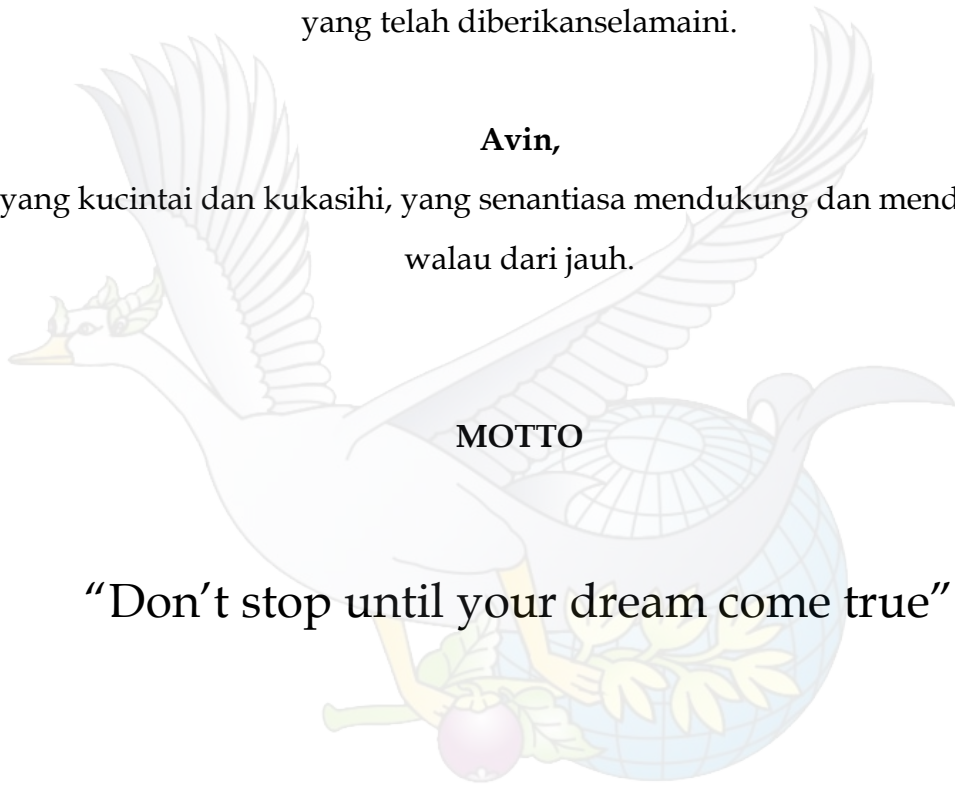 yang telah diberikanselamaini.
Avin,
yang kucintai dan kukasihi, yang senantiasa mendukung dan mend
walau dari jauh.
MOTTO
“Don’t stop until your dream come true”